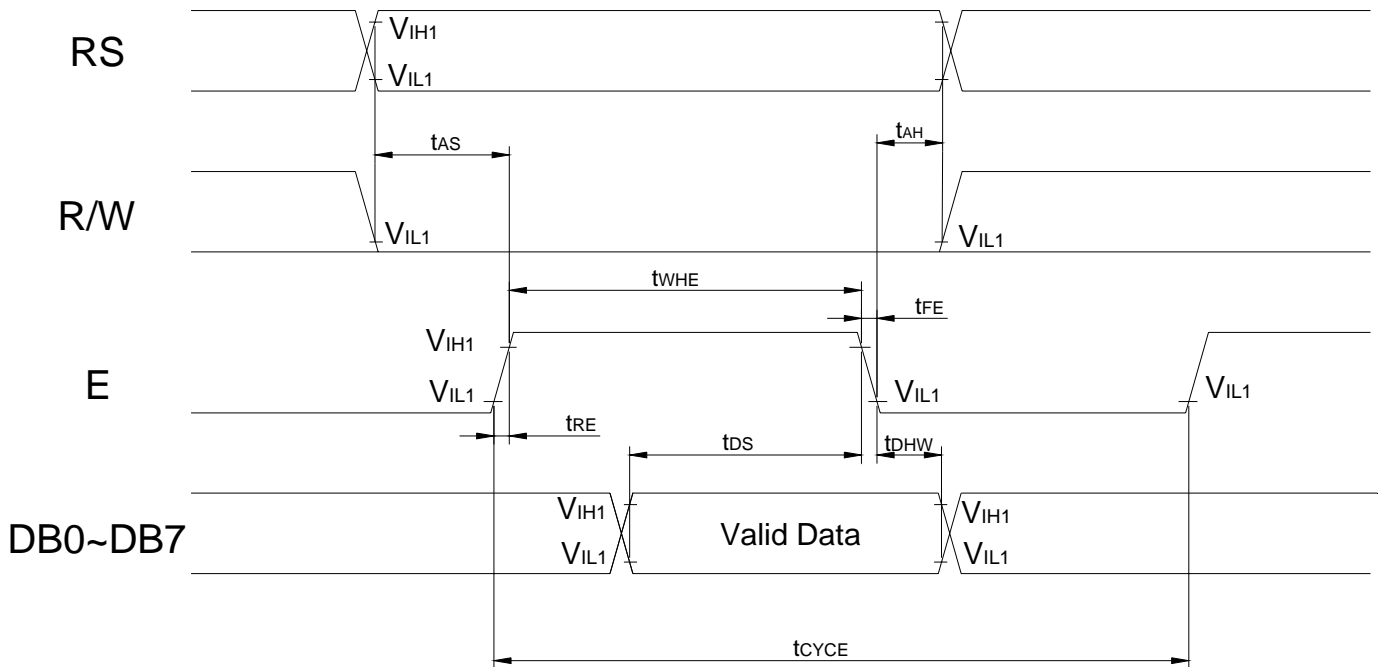 RS
VIH1
VIL1
tAS
tAH
R/W
VIL1
VIL1
tWHE
tFE
E
VIH1
VIL1
VIL1
VIL1
tRE
tDS
tDHW
DB0~DB7
VIH1
Valid Data
VIH1
VIL1
VIL1
tCYCE